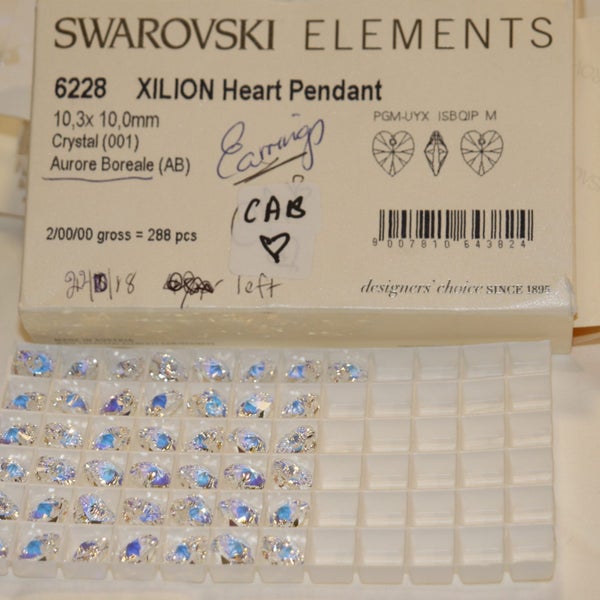 SWAROVSKI ELEMENTS
6228 XILION Heart Pendant
10,3x 10,0mm
Crystal (001)
Aurore Boreale (AB)
PGM-UYX ISBQIP M
Earrings
CAB
2/00/00 gross = 288 pcs
9 007810 643824
left
designers' choice SINCE 1895